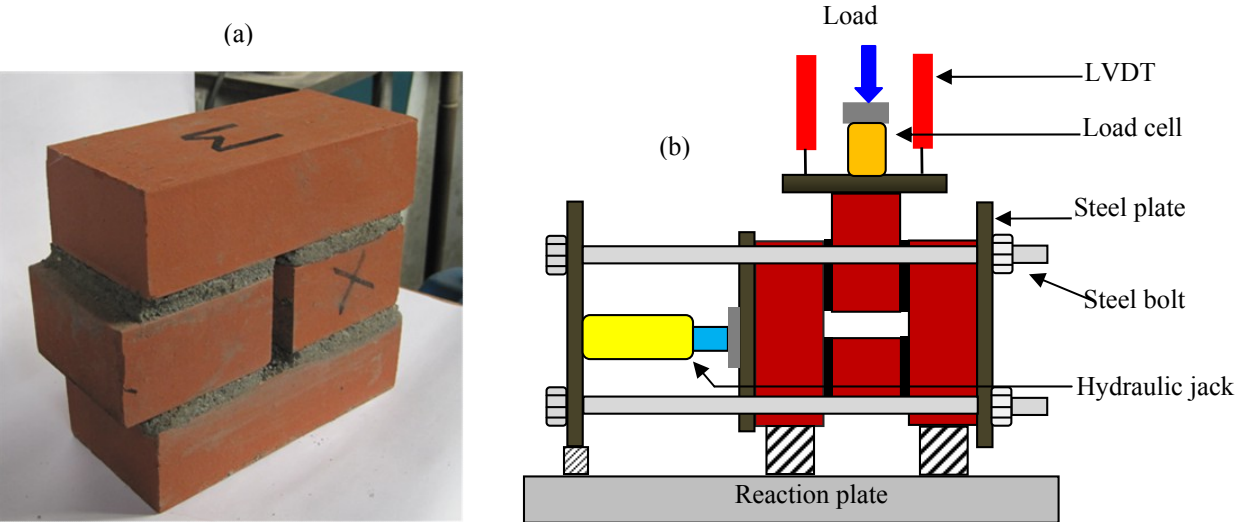 (a)
M
X
Load
LVDT
Load cell
(b)
Steel plate
Steel bolt
Hydraulic jack
Reaction plate